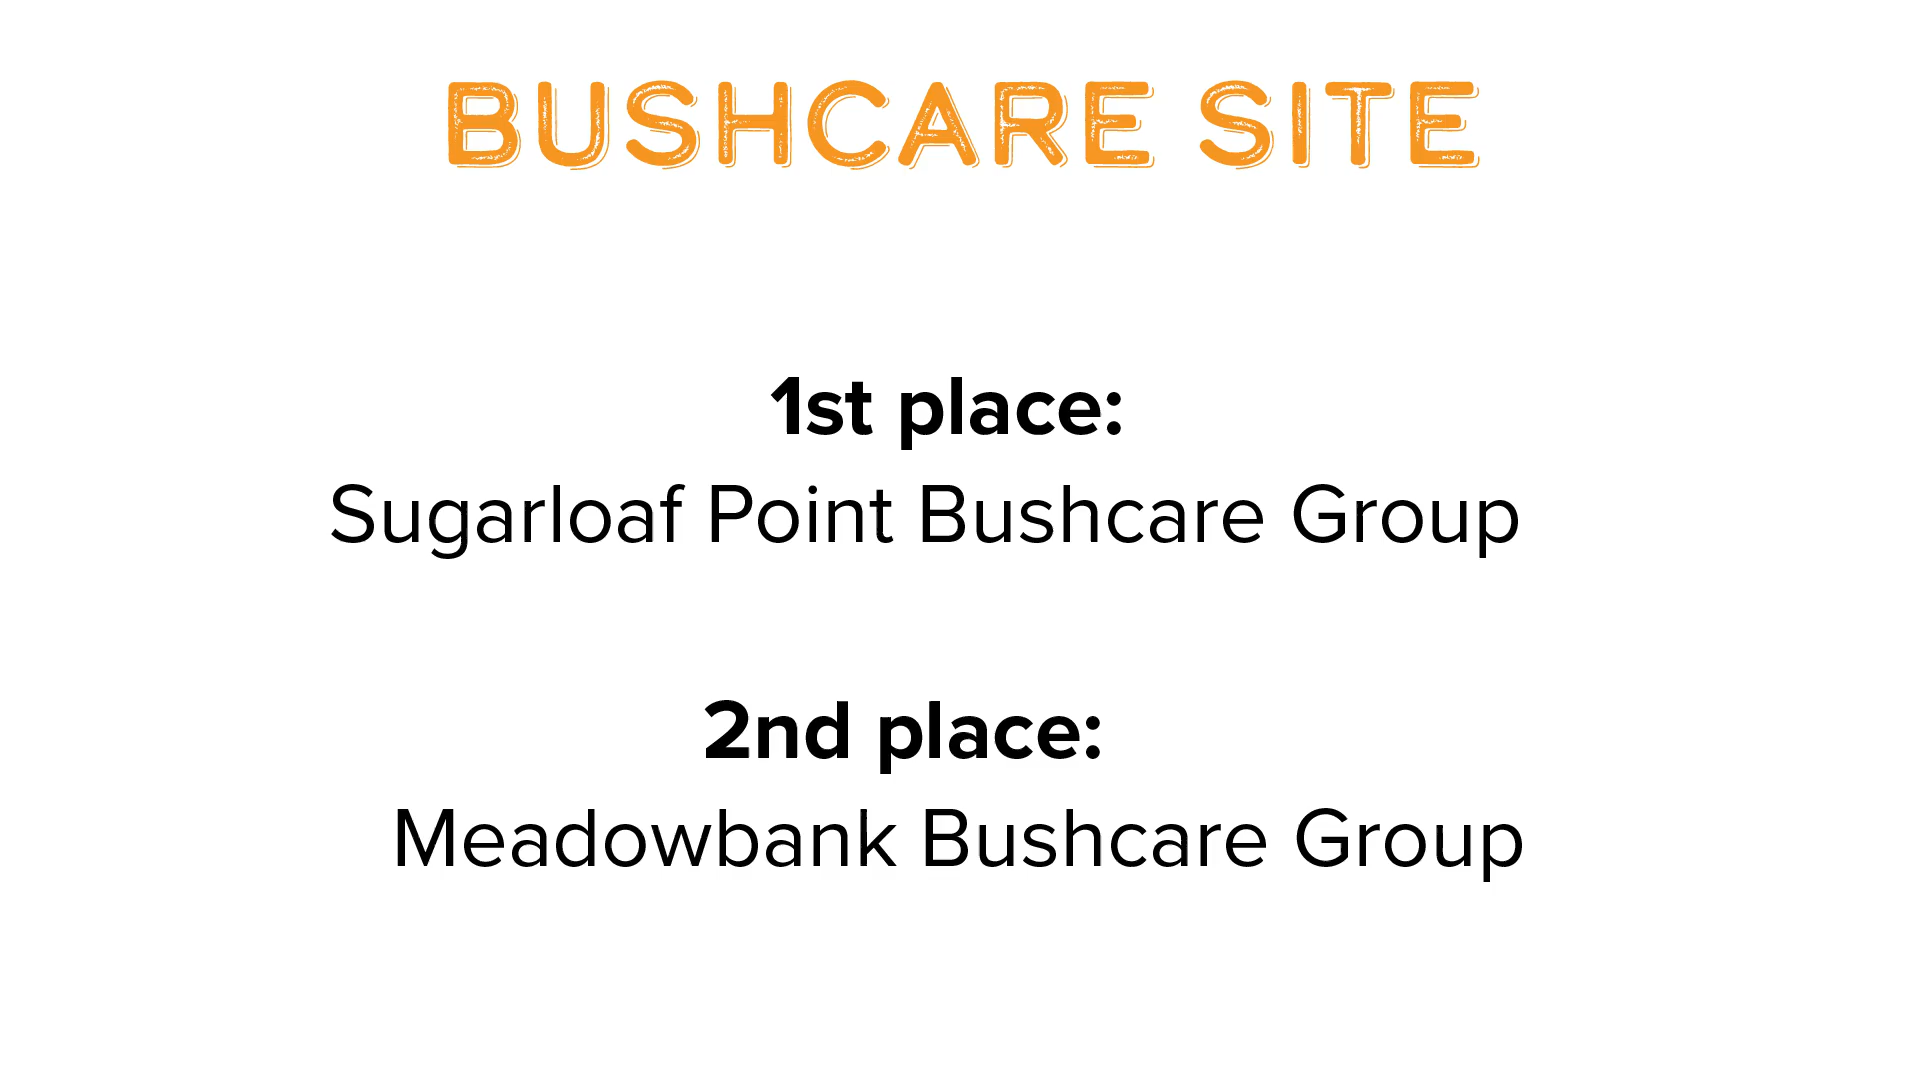 BUSHCARE SITE
1st place:
Sugarloaf Point Bushcare Group
2nd place:
Meadowbank Bushcare Group